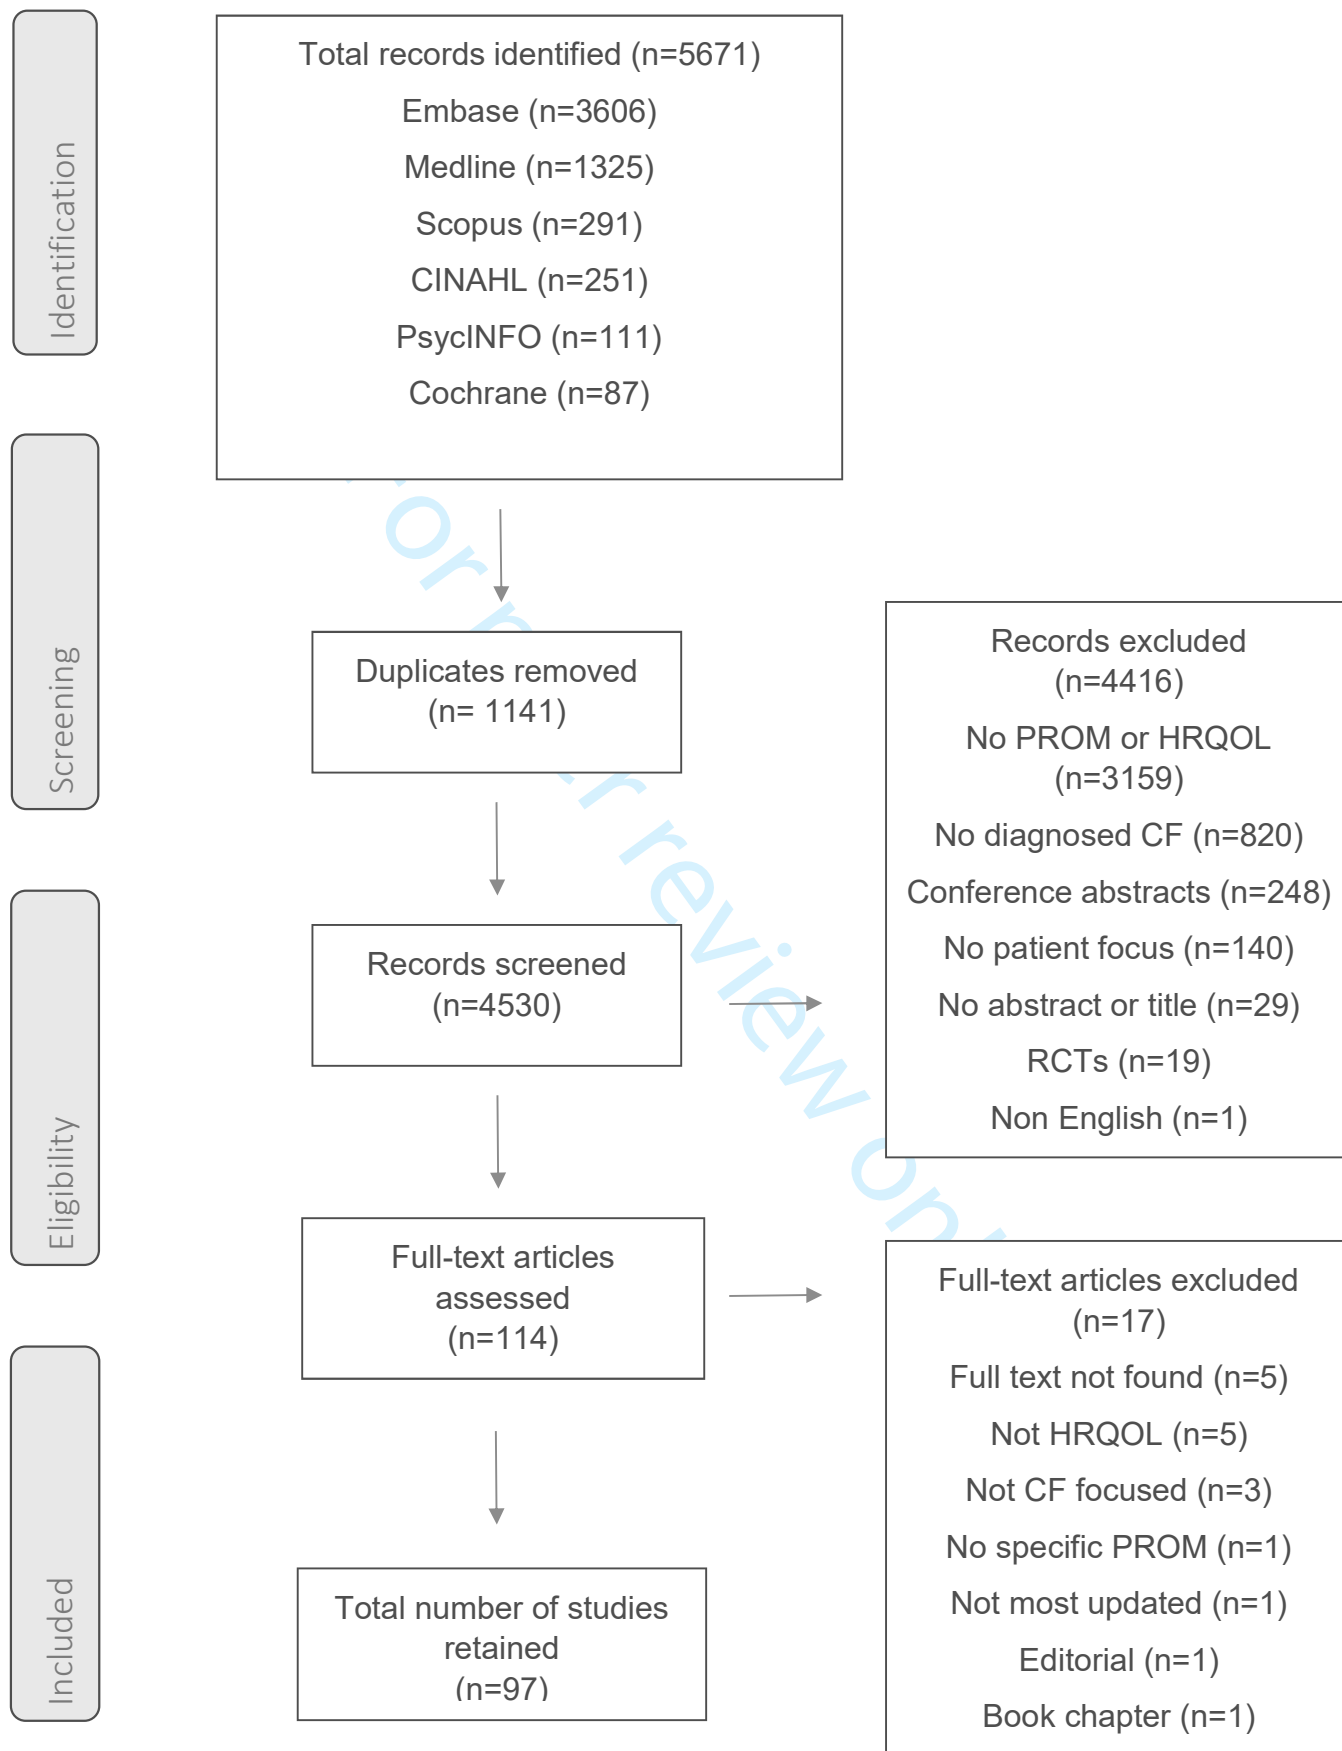 Identification
Total records identified (n=5671)
Embase (n=3606)
Medline (n=1325)
Scopus (n=291)
CINAHL (n=251)
PsycINFO (n=111)
Cochrane (n=87)
Screening
Duplicates removed
(n= 1141)
Records screened
(n=4530)
Records excluded
(n=4416)
No PROM or HRQOL
(n=3159)
No diagnosed CF (n=820)
Conference abstracts (n=248)
No patient focus (n=140)
No abstract or title (n=29)
RCTs (n=19)
Non English (n=1)
Eligibility
Full-text articles
assessed
(n=114)
Full-text articles excluded
(n=17)
Full text not found (n=5)
Not HRQOL (n=5)
Not CF focused (n=3)
No specific PROM (n=1)
Not most updated (n=1)
Editorial (n=1)
Book chapter (n=1)
Included
Total number of studies
retained
(n=97)
review